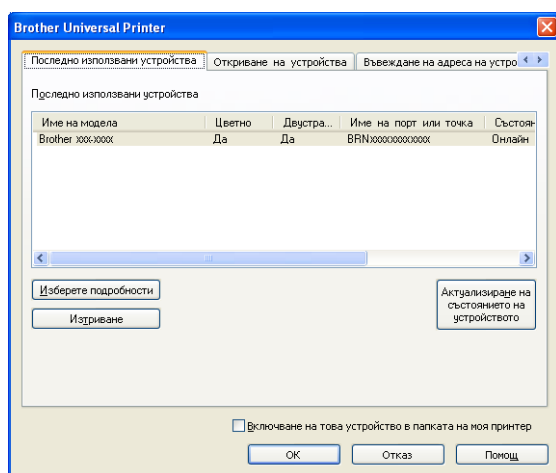 Brother Universal Printer
Последно използвани устройства Откриване на устройства Въвеждане на адреса на устро
Последно използвани устройства
Име на модела Цветно Двустра... Име на порт или точка Състоян
Brother xxx-xxxx Да Да BRNxxxxxxxxxxxx Онлайн
Изберете подробности
Изтриване
Актуализиране на
състоянието на
устройството
Включване на това устройство в папката на моя принтер
ОК Отказ Помощ